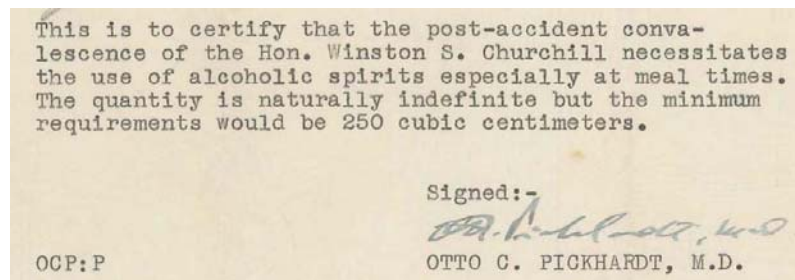 This is to certify that the post-accident conva-
lescence of the Hon. Winston S. Churchill necessitates
the use of alcoholic spirits especially at meal times.
The quantity is naturally indefinite but the minimum
requirements would be 250 cubic centimeters.
Signed:-
OCP:P
OTTO C. PICKHARDT, M.D.